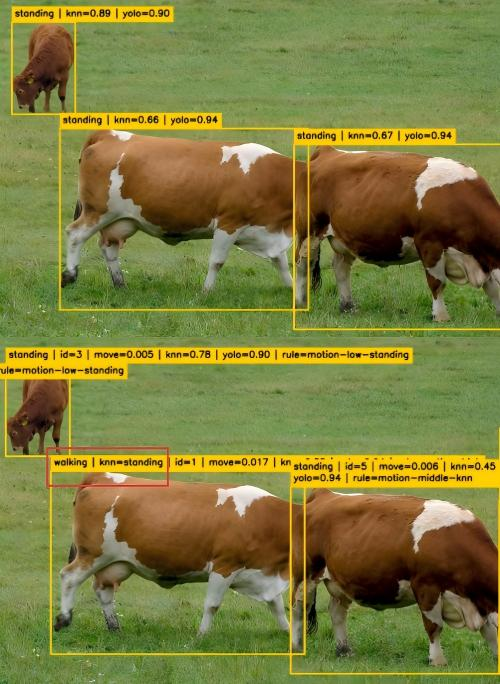 standing | knn=0.89 | yolo=0.90
standing | knn=0.66 | yolo=0.94
standing | knn=0.67 | yolo=0.94
standing | id=3 | move=0.005 | knn=0.78 | yolo=0.90 | rule=motion-low-standing
rule=motion-low-standing
walking | knn=standing | id=1 | move=0.017 |
standing | id=5 | move=0.006 | knn=0.45
yolo=0.94 | rule=motion-middle-knn